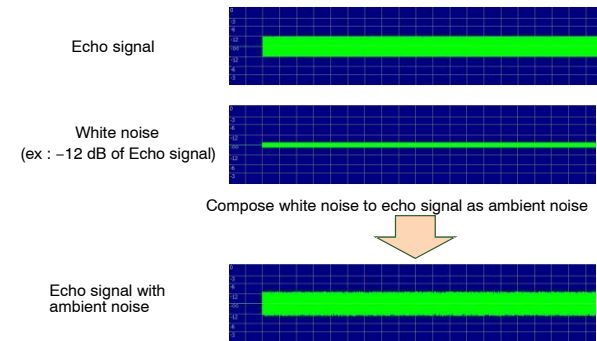 Echo signal
White noise
(ex : −12 dB of Echo signal)
Compose white noise to echo signal as ambient noise
Echo signal with
ambient noise